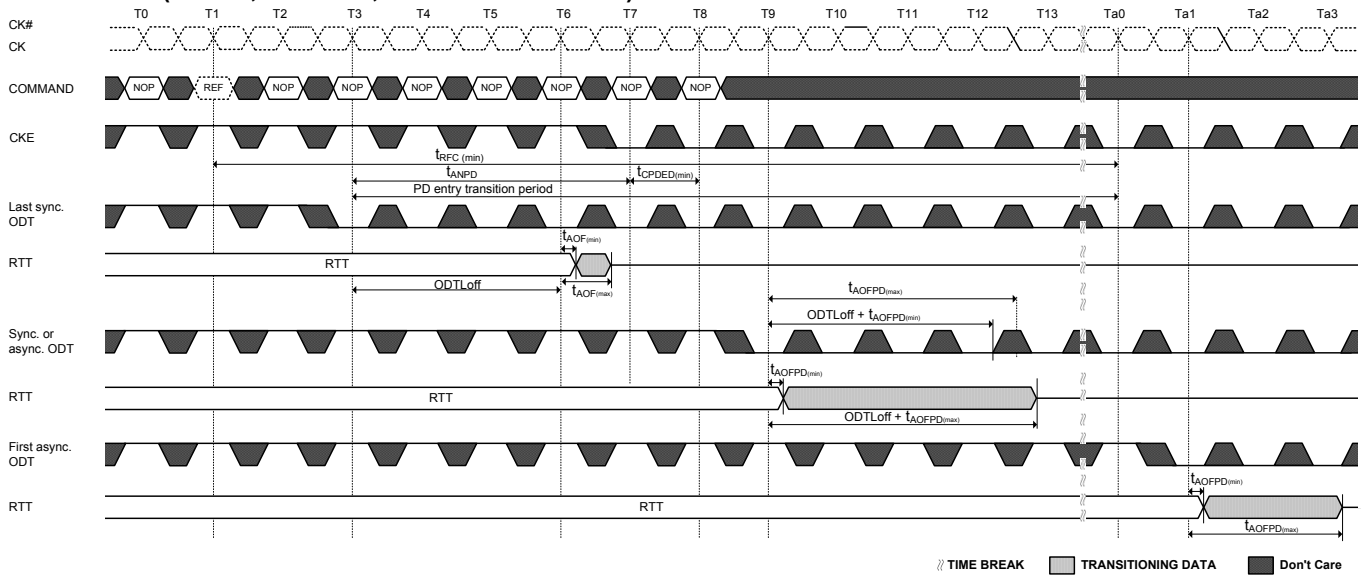 T0 T1 T2 T3 T4 T5 T6 T7 T8 T9 T10 T11 T12 T13 Ta0 Ta1 Ta2 Ta3
CK#
CK
COMMAND NOP REF NOP NOP NOP NOP NOP NOP NOP
CKE
tRFC (min)
tANPD tCPDED(min)
PD entry transition period
Last sync.
ODT
tAOF(min)
RTT RTT
ODTLoff tAOF(max)
tAOFPD(max)
ODTLoff + tAOFPD(min)
Sync. or
async. ODT
tAOFPD(min)
RTT RTT
ODTLoff + tAOFPD(max)
First async.
ODT
tAOFPD(min)
RTT RTT
tAOFPD(max)
TIME BREAK TRANSITIONING DATA Don't Care